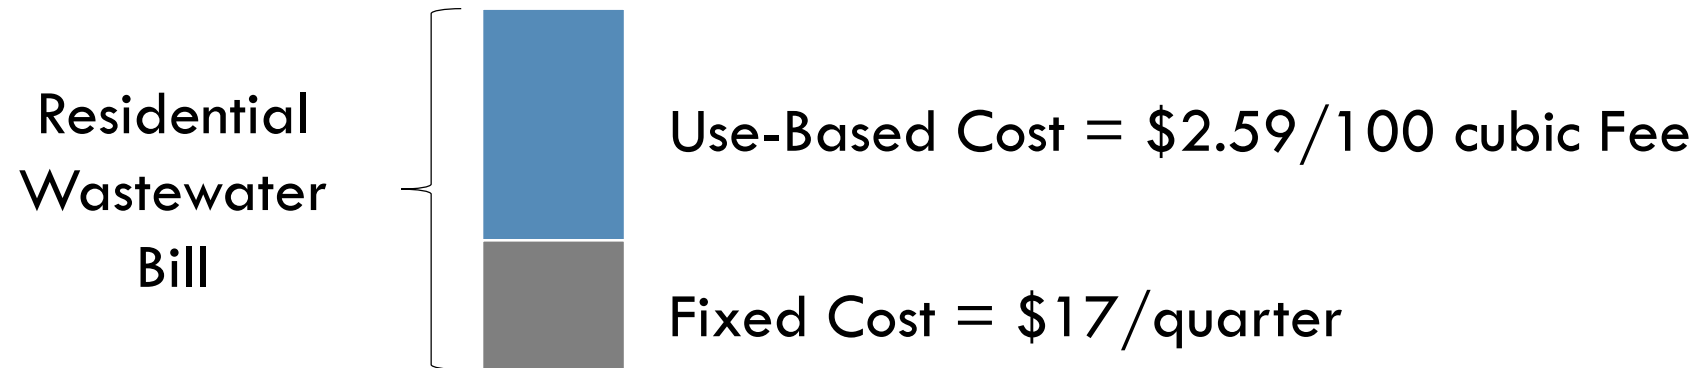 Residential
Wastewater
Bill
Use-Based Cost = $2.59/100 cubic Fee
Fixed Cost = $17/quarter